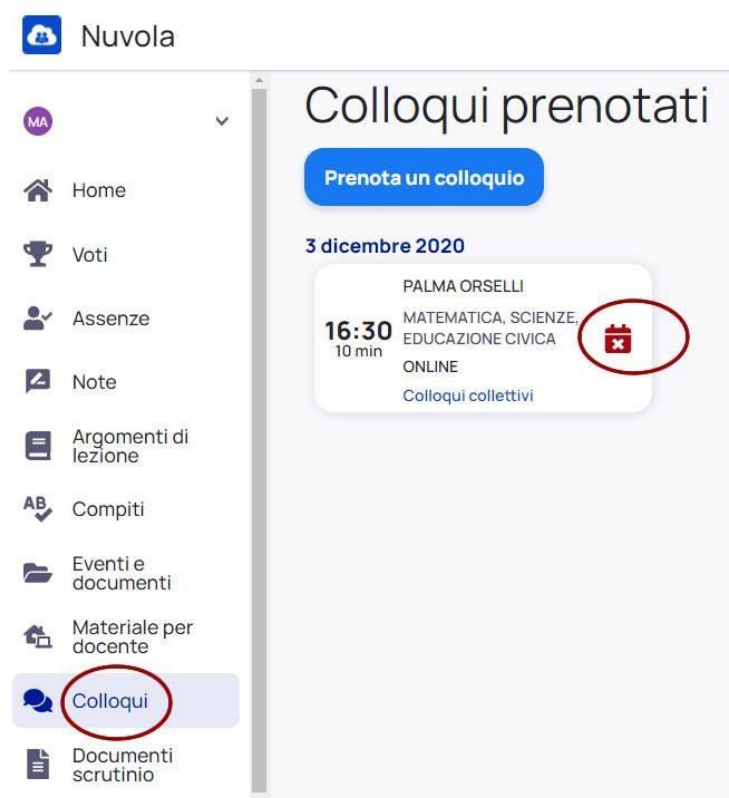 Nuvola
MA
Home
Voti
Assenze
Note
Argomenti di
lezione
AB
Compiti
Eventi e
documenti
Materiale per
docente
Colloqui
Documenti
scrutinio
Colloqui prenotati
Prenota un colloquio
3 dicembre 2020
16:30
10 min
PALMA ORSELLI
MATEMATICA, SCIENZE,
EDUCAZIONE CIVICA
ONLINE
Colloqui collettivi